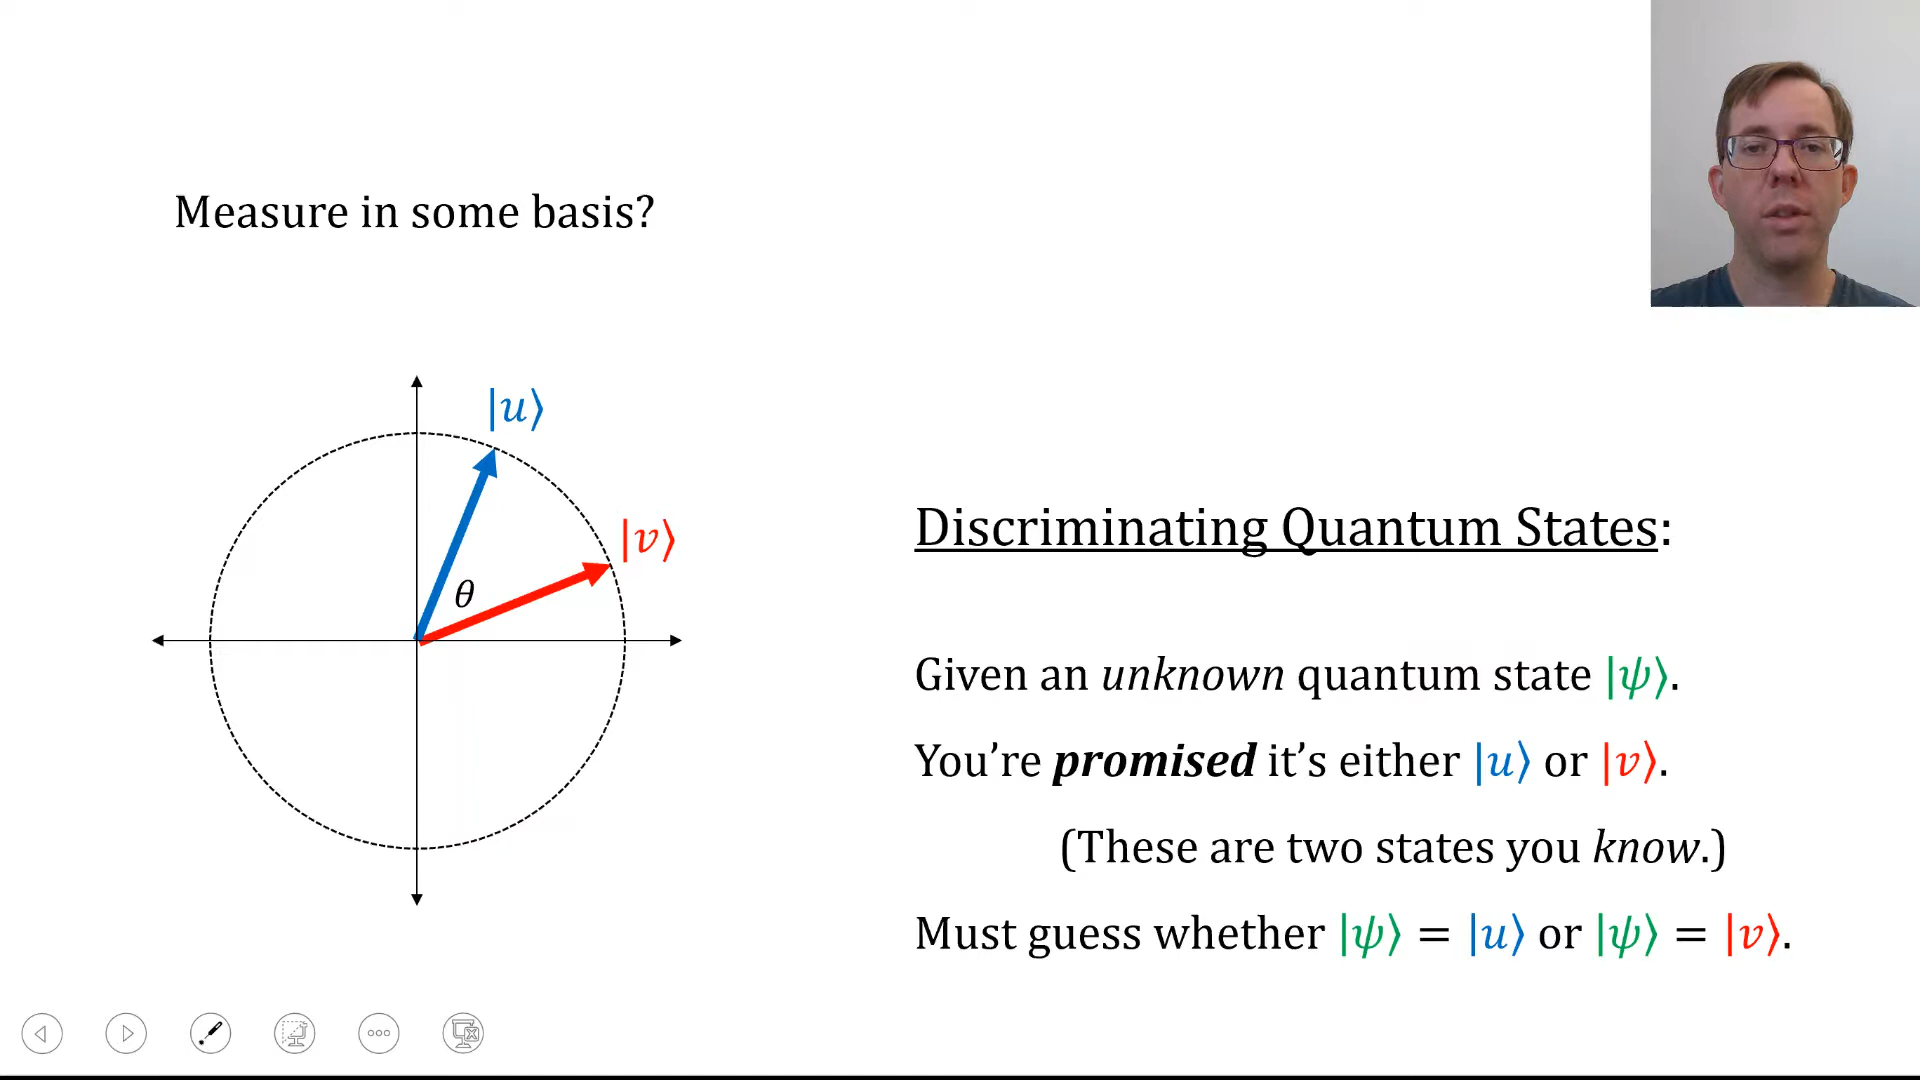 Measure in some basis?
|u⟩
|v⟩
θ
Discriminating Quantum States:
Given an unknown quantum state |ψ⟩.
You’re promised it’s either |u⟩ or |v⟩.
(These are two states you know.)
Must guess whether |ψ⟩ = |u⟩ or |ψ⟩ = |v⟩.